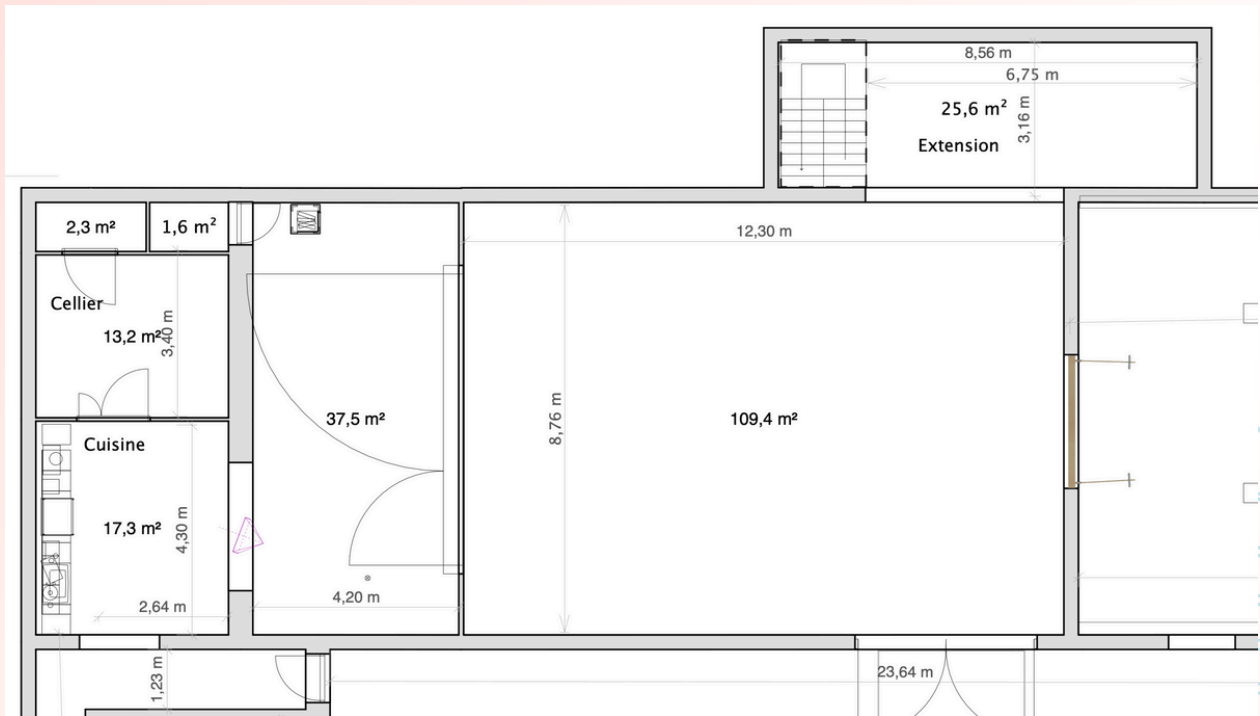 8,56 m
6,75 m
25,6 m²
3,16 m
Extension
2,3 m²
1,6 m²
12,30 m
Cellier
13,2 m²
3,40 m
8,76 m
37,5 m²
109,4 m²
Cuisine
17,3 m²
4,30 m
4,20 m
2,64 m
1,23 m
23,64 m